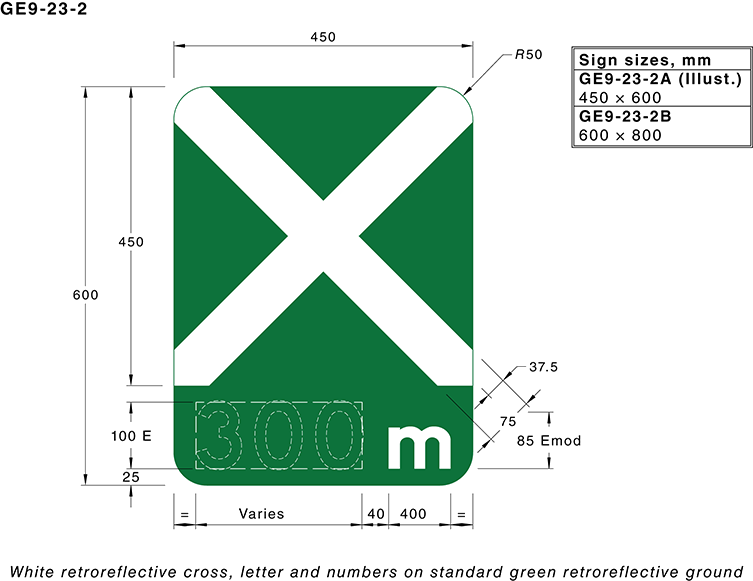 GE9-23-2
450
R50
Sign sizes, mm
GE9-23-2A (Illust.)
450 × 600
GE9-23-2B
600 × 800
450
600
37.5
75
100 E
300
m
85 Emod
25
=
Varies
40
400
=
White retroreflective cross, letter and numbers on standard green retroreflective ground